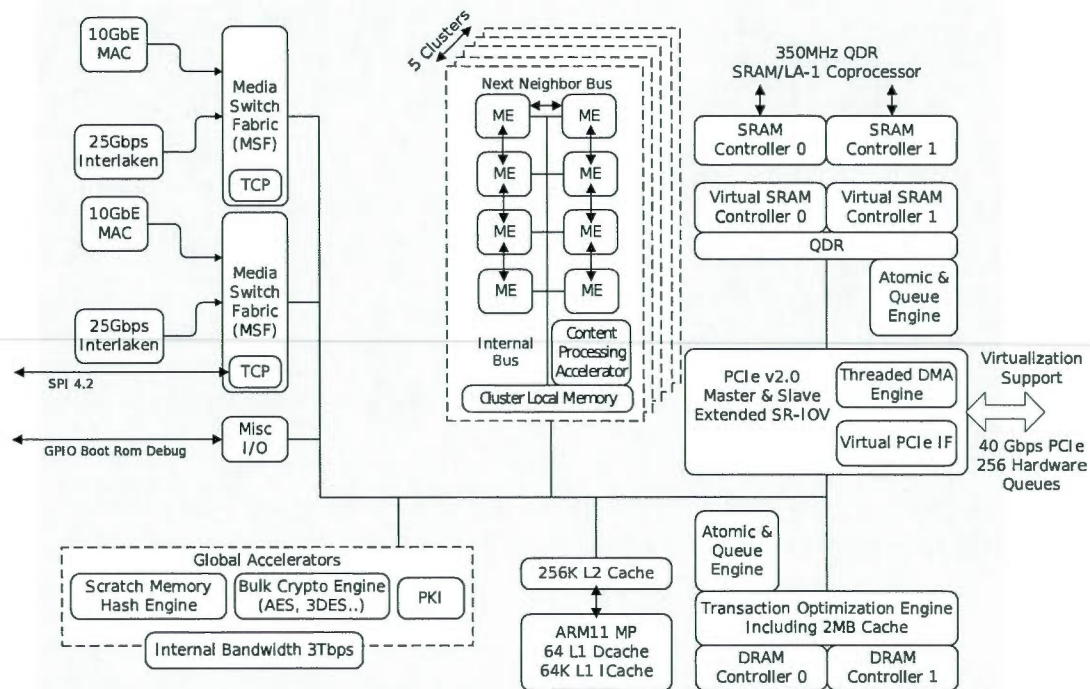 10GbE
MAC
25Gbps
Interlaken
Media
Switch
Fabric
(MSF)
TCP
10GbE
MAC
25Gbps
Interlaken
Media
Switch
Fabric
(MSF)
TCP
SPI 4.2
Misc
I/O
GPIO Boot Rom Debug
5 Clusters
Next Neighbor Bus
ME
ME
ME
ME
ME
ME
ME
ME
Internal
Bus
Content
Processing
Accelerator
Cluster Local Memory
350MHz QDR
SRAM/LA-1 Coprocessor
SRAM
Controller 0
SRAM
Controller 1
Virtual SRAM
Controller 0
Virtual SRAM
Controller 1
QDR
Atomic &
Queue
Engine
PCIe v2.0
Master & Slave
Extended SR-IOV
Threaded DMA
Engine
Virtual PCIe IF
Virtualization
Support
40 Gbps PCIe
256 Hardware
Queues
Global Accelerators
Scratch Memory
Hash Engine
Bulk Crypto Engine
(AES, 3DES..)
PKI
Internal Bandwidth 3Tbps
256K L2 Cache
ARM11 MP
64 L1 Dcache
64K L1 ICache
Atomic &
Queue
Engine
Transaction Optimization Engine
Including 2MB Cache
DRAM
Controller 0
DRAM
Controller 1